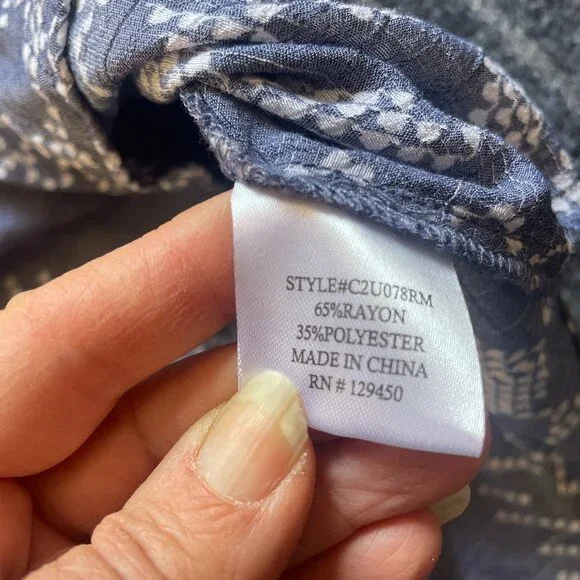 STYLE#C2U078RM
65%RAYON
35%POLYESTER
MADE IN CHINA
RN # 129450